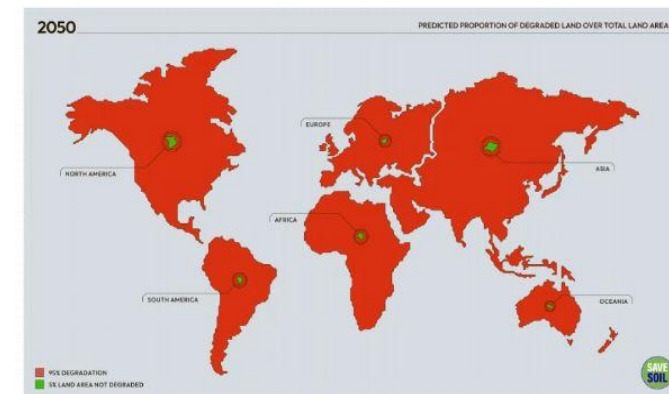 2050
PREDICTED PROPORTION OF DEGRADED LAND OVER TOTAL LAND AREA
EUROPE
NORTH AMERICA
ASIA
AFRICA
SOUTH AMERICA
OCEANIA
95% DEGRADATION
5% LAND AREA NOT DEGRADED
SAVE
SOIL